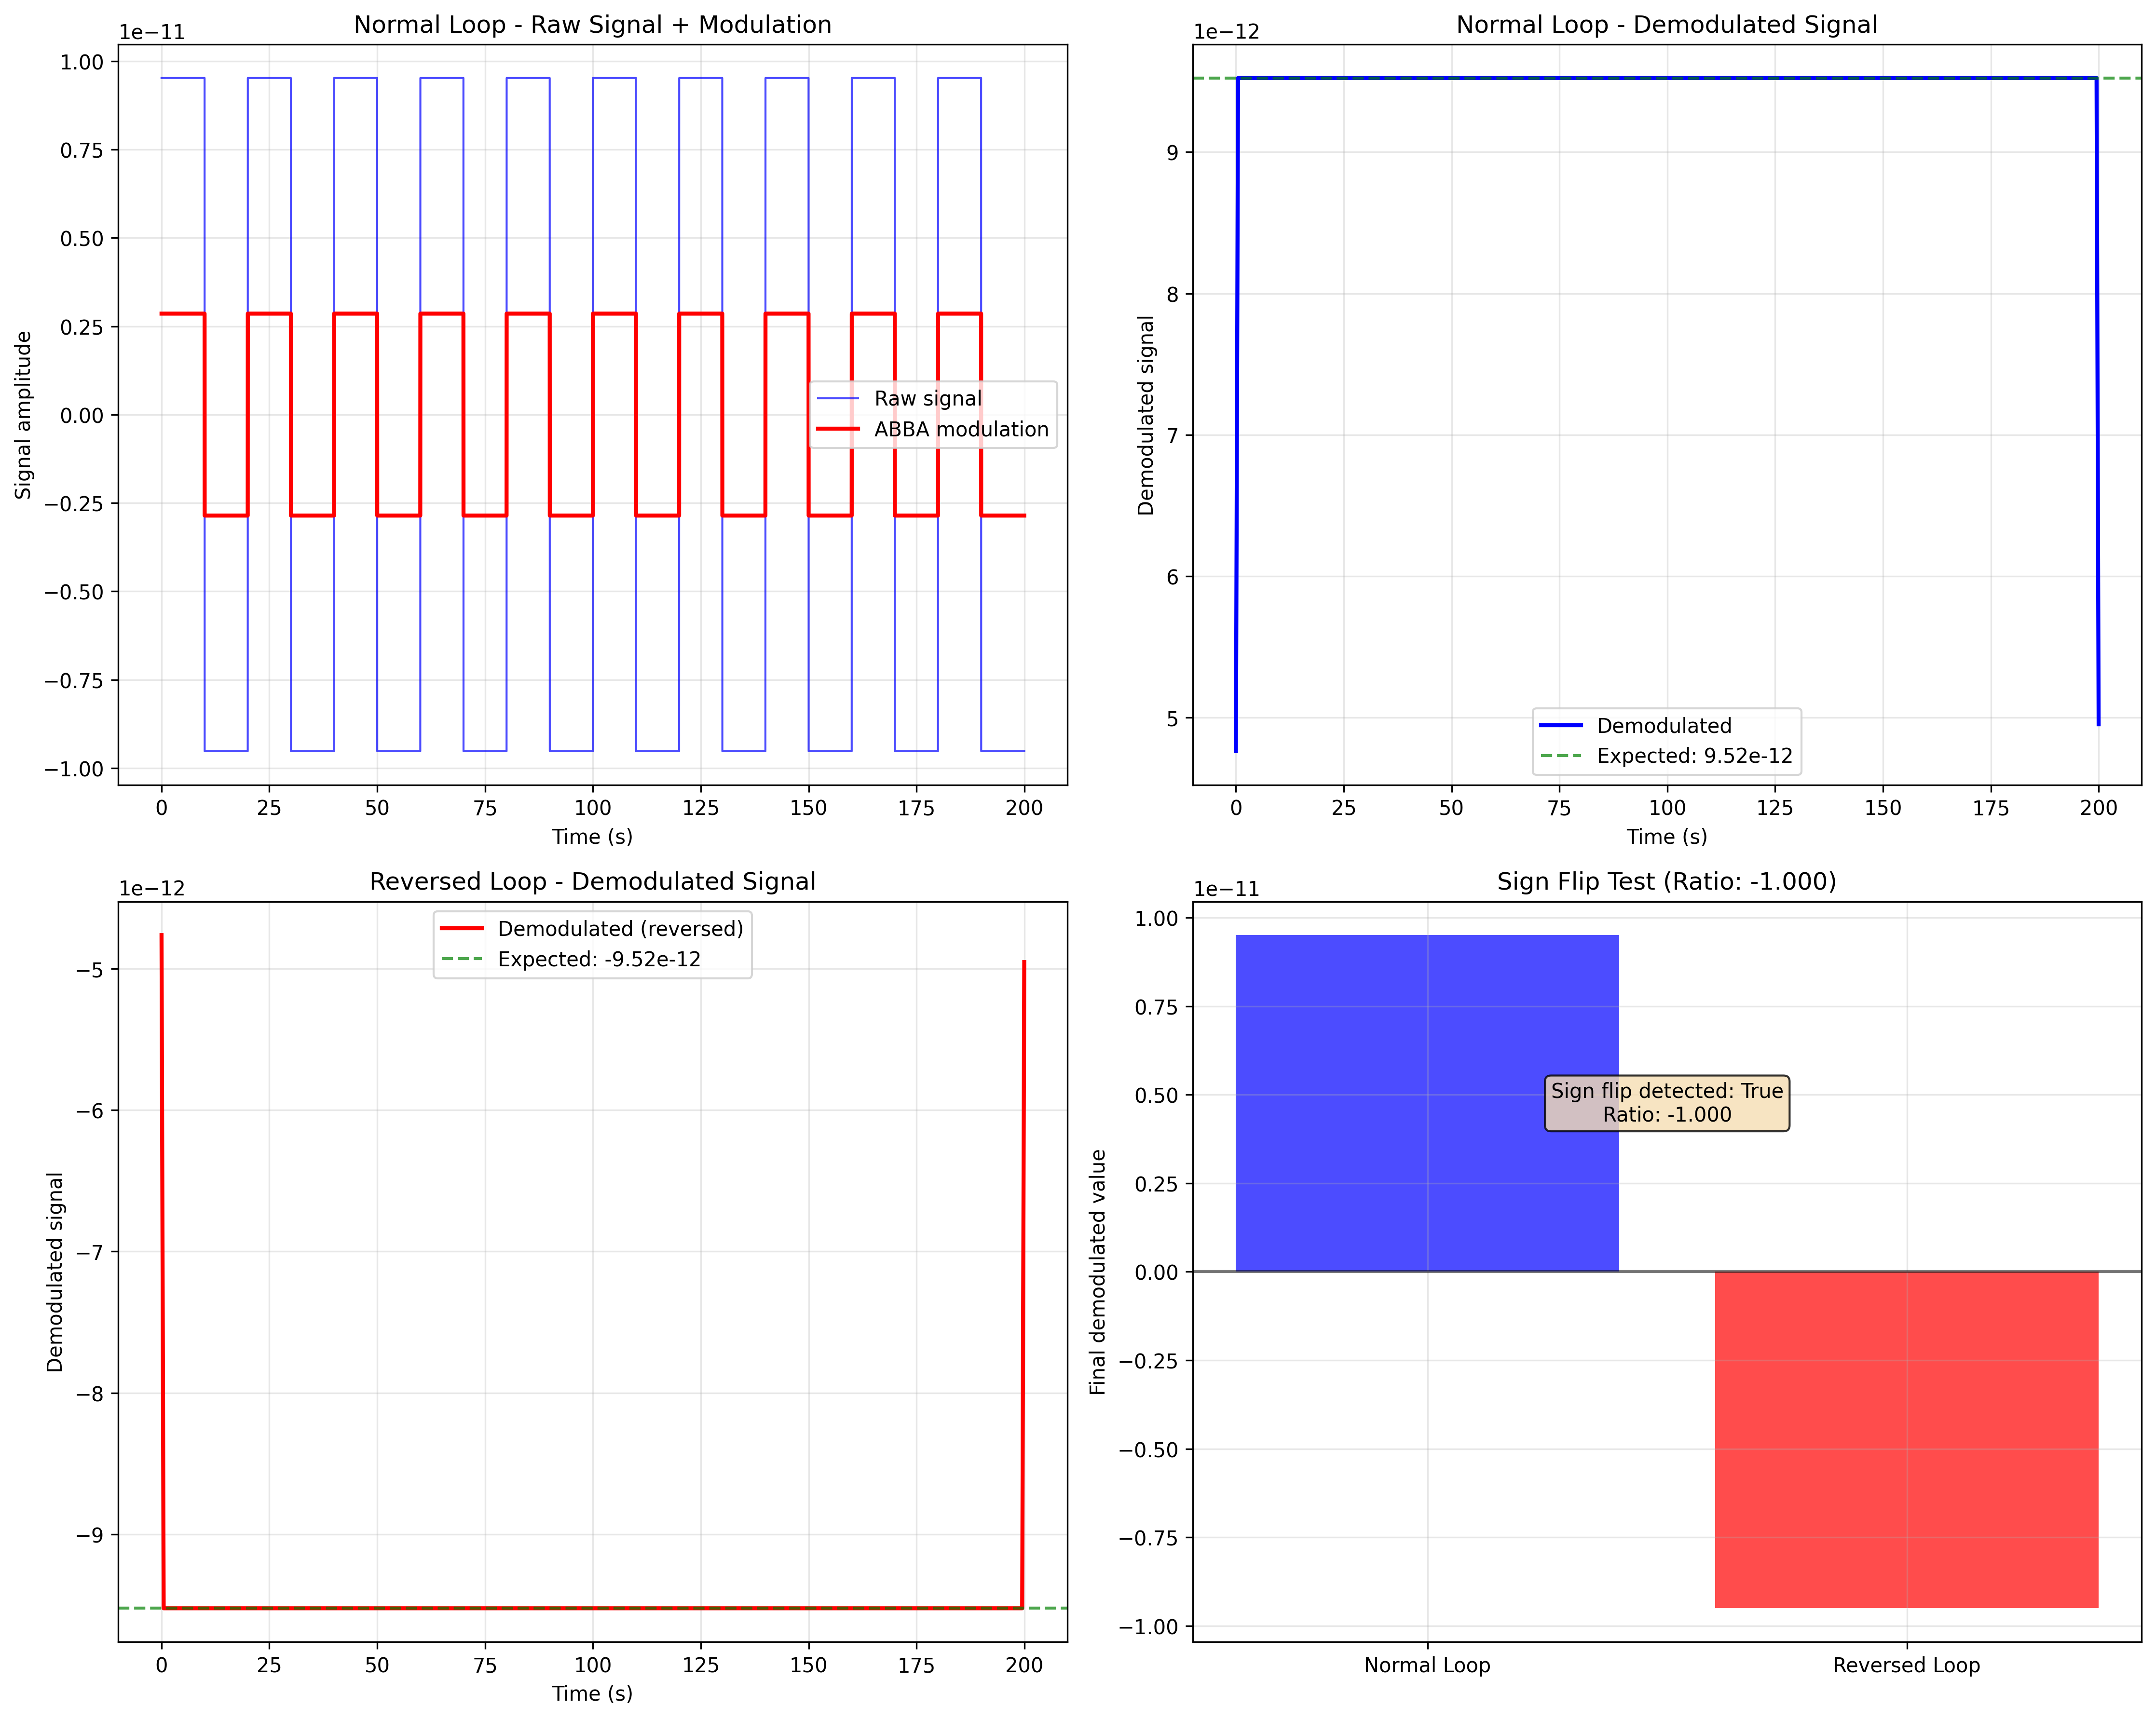 Normal Loop - Raw Signal + Modulation
1e−11
1.00
0.75
0.50
0.25
0.00
−0.25
−0.50
−0.75
−1.00
Signal amplitude
Raw signal
ABBA modulation
0 25 50 75 100 125 150 175 200
Time (s)
Normal Loop - Demodulated Signal
1e−12
9
8
7
6
5
Demodulated signal
Demodulated
Expected: 9.52e-12
0 25 50 75 100 125 150 175 200
Time (s)
Reversed Loop - Demodulated Signal
1e−12
Demodulated (reversed)
Expected: -9.52e-12
−5
−6
−7
−8
−9
Demodulated signal
0 25 50 75 100 125 150 175 200
Time (s)
Sign Flip Test (Ratio: -1.000)
1e−11
1.00
0.75
0.50
0.25
0.00
−0.25
−0.50
−0.75
−1.00
Final demodulated value
Sign flip detected: True
Ratio: -1.000
Normal Loop
Reversed Loop